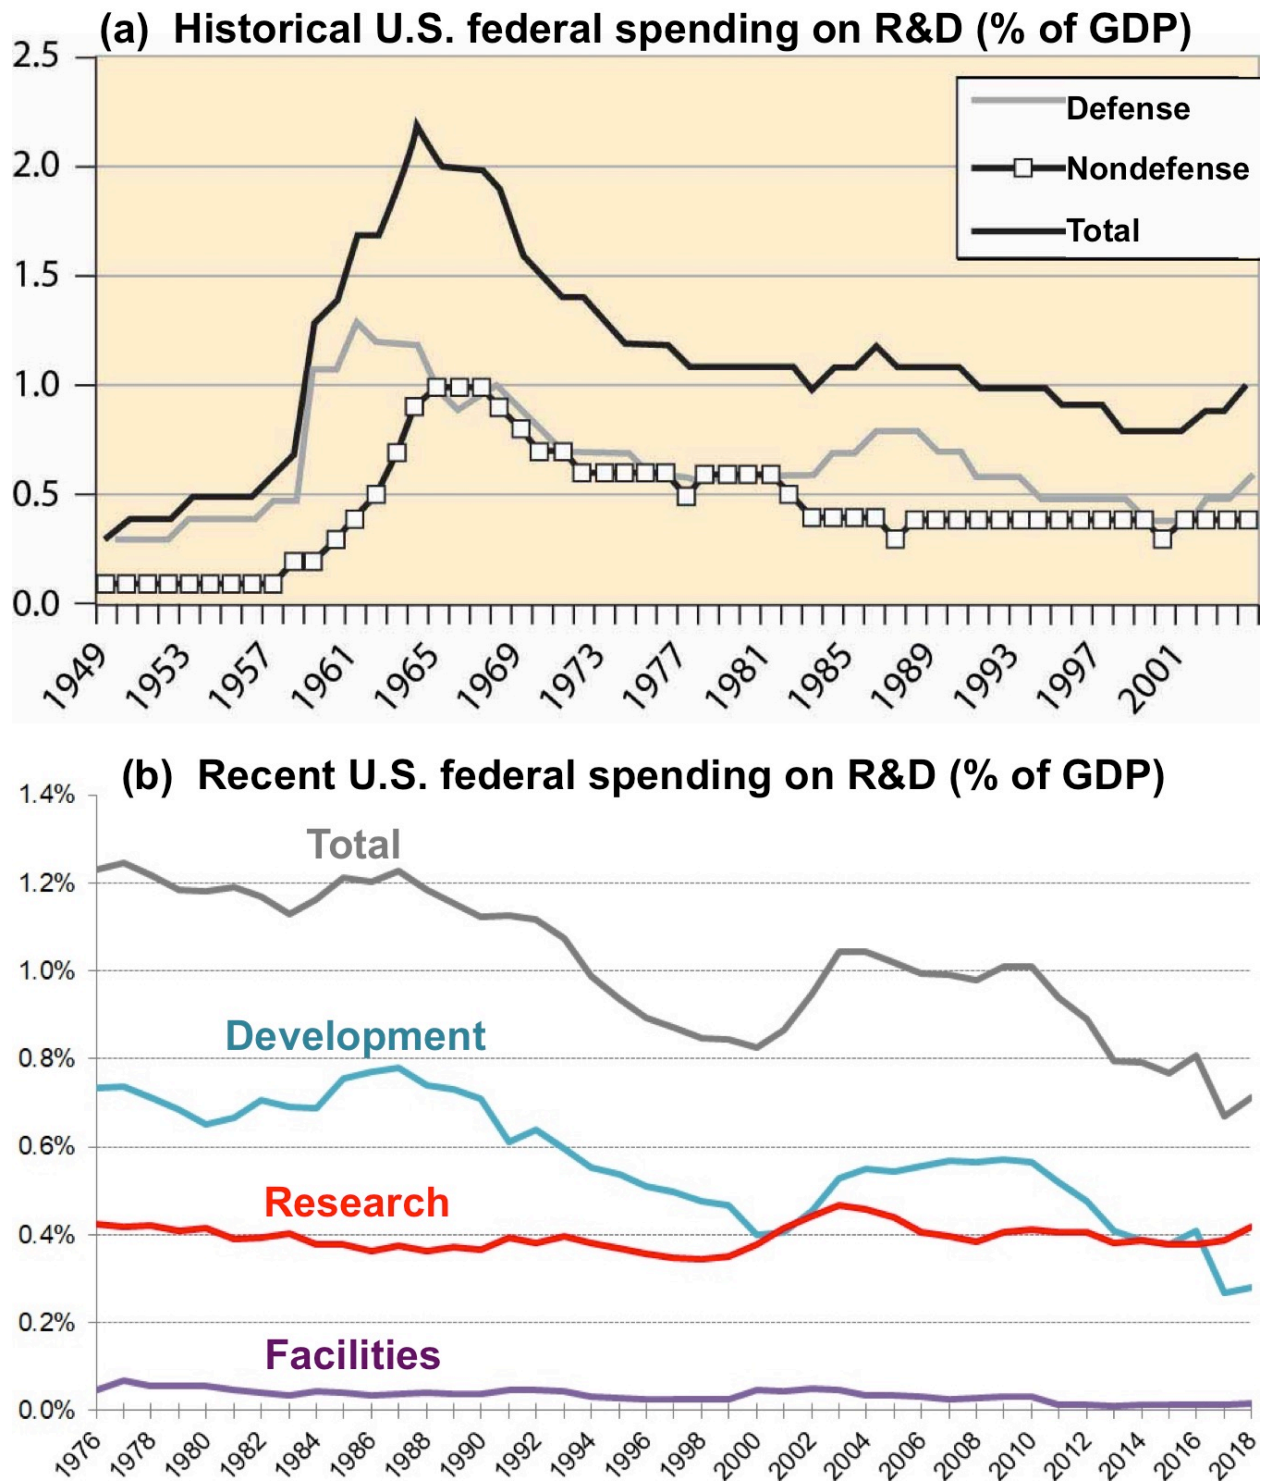 (a) Historical U.S. federal spending on R&D (% of GDP)
2.5
2.0
1.5
1.0
0.5
0.0
Defense
Nondefense
Total
1949 1953 1957 1961 1965 1969 1973 1977 1981 1985 1989 1993 1997 2001
(b) Recent U.S. federal spending on R&D (% of GDP)
1.4%
1.2%
1.0%
0.8%
0.6%
0.4%
0.2%
0.0%
Total
Development
Research
Facilities
1976 1978 1980 1982 1984 1986 1988 1990 1992 1994 1996 1998 2000 2002 2004 2006 2008 2010 2012 2014 2016 2018